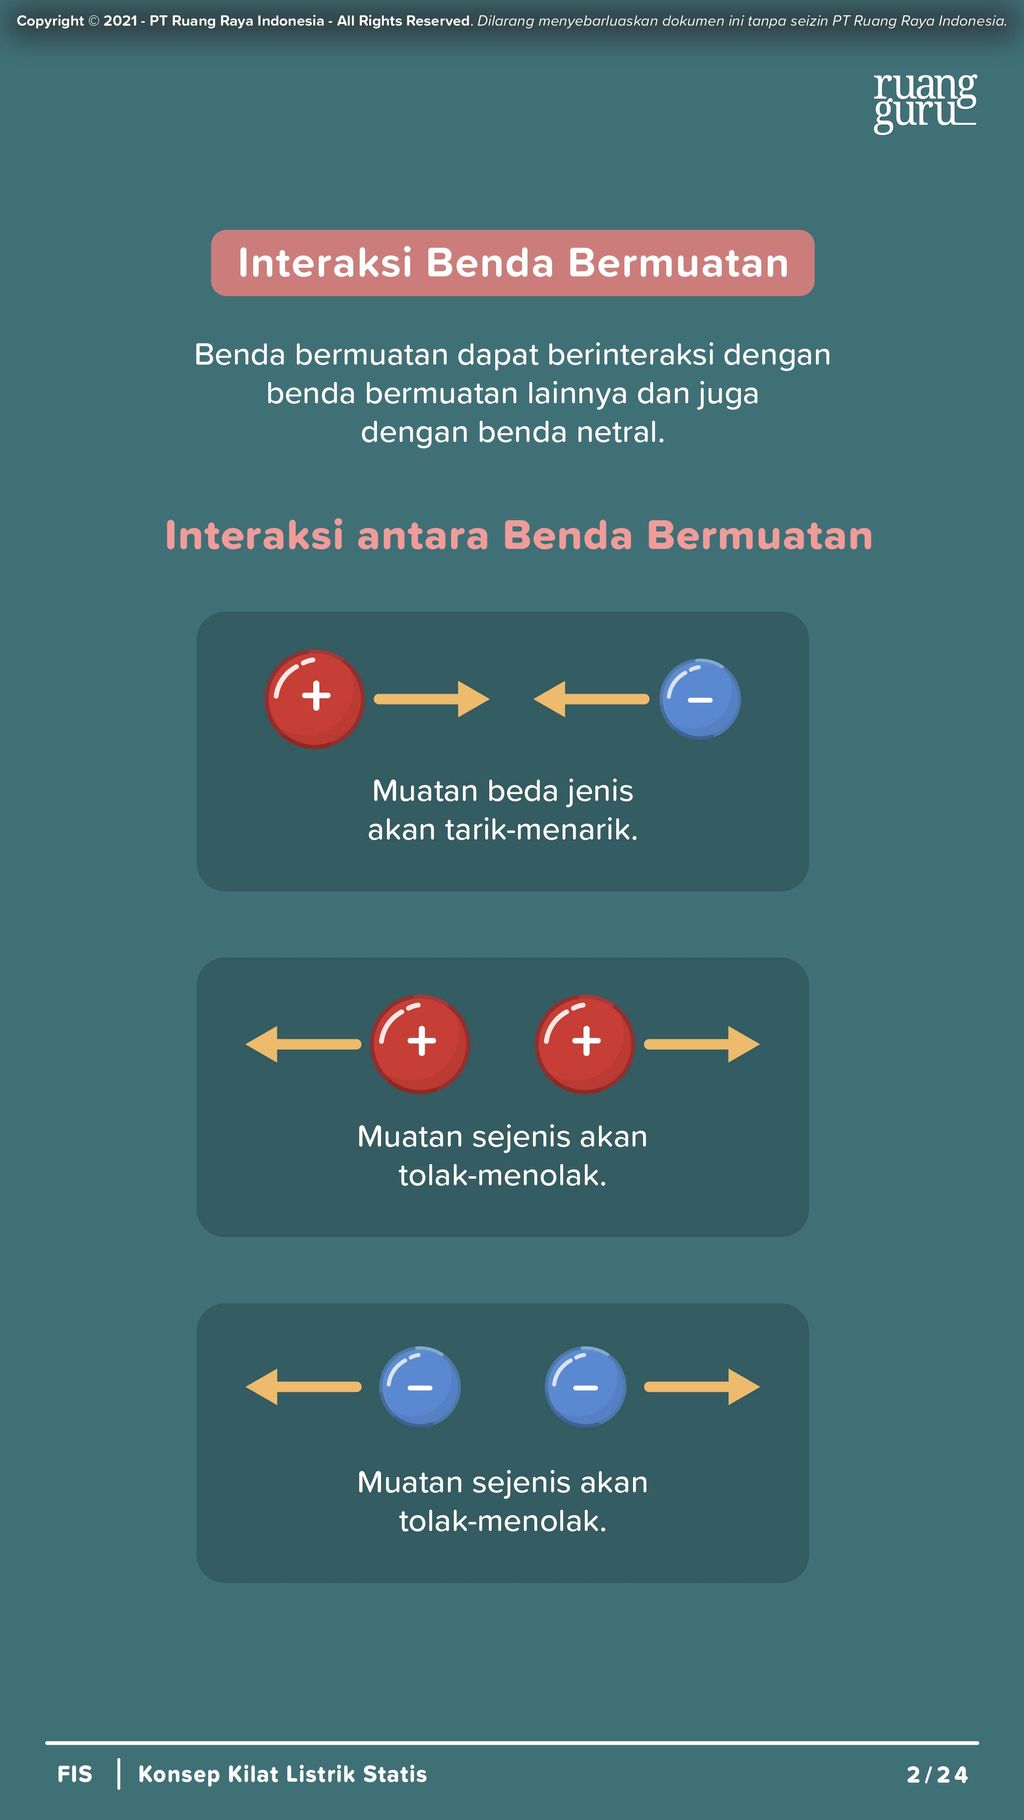 Copyright © 2021 - PT Ruang Raya Indonesia - All Rights Reserved. Dilarang menyebarluaskan dokumen ini tanpa seizin PT Ruang Raya Indonesia.
ruang
guru
Interaksi Benda Bermuatan
Benda bermuatan dapat berinteraksi dengan
benda bermuatan lainnya dan juga
dengan benda netral.
Interaksi antara Benda Bermuatan
+ −
Muatan beda jenis
akan tarik-menarik.
+ +
Muatan sejenis akan
tolak-menolak.
− −
Muatan sejenis akan
tolak-menolak.
FIS | Konsep Kilat Listrik Statis 2/24